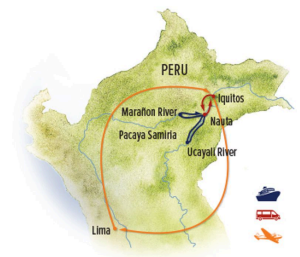 PERU
Iquitos
Marañon River
Nauta
Pacaya Samiria
Ucayali River
Lima